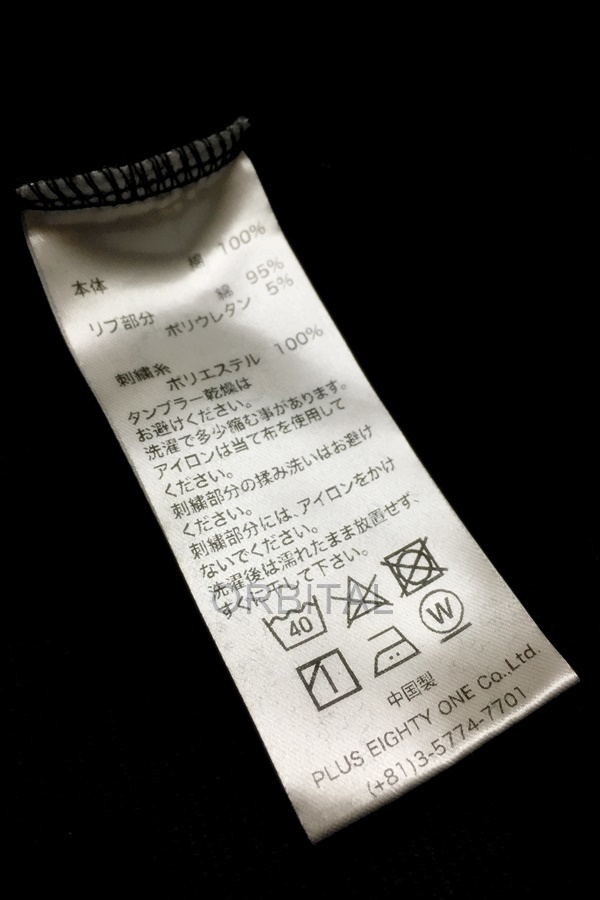 本体 綿 100%
リブ部分 綿 95%
ポリウレタン 5%
刺繍糸 ポリエステル 100%
タンブラー乾燥は
お避けください。
洗濯で多少縮む事があります。
アイロンは当て布を使用して
ください。
刺繍部分の揉み洗いはお避け
ください。
刺繍部分には、アイロンをかけ
ないでください。
洗濯後は濡れたまま放置せず、
すぐに干して下さい。
ORBITAL
40
W
中国製
PLUS EIGHTY ONE Co.,Ltd.
(+81)3-5774-7701